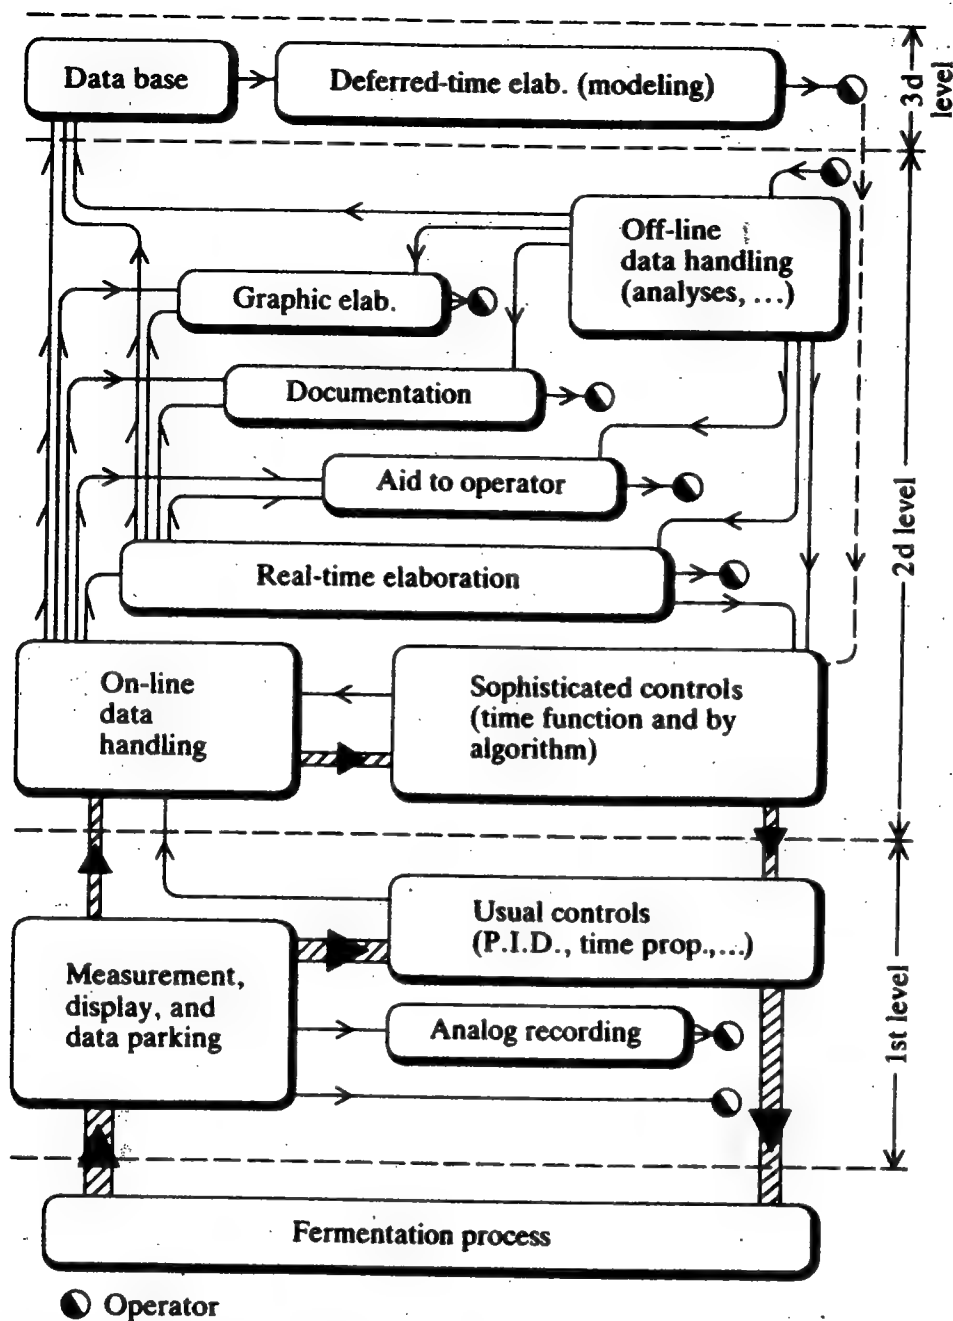 Data base
Deferred-time elab. (modeling)
3d
level
Off-line
data handling
(analyses, ...)
Graphic elab.
Documentation
Aid to operator
Real-time elaboration
2d level
On-line
data
handling
Sophisticated controls
(time function and by
algorithm)
Usual controls
(P.I.D., time prop.,...)
Measurement,
display, and
data parking
Analog recording
1st level
Fermentation process
Operator